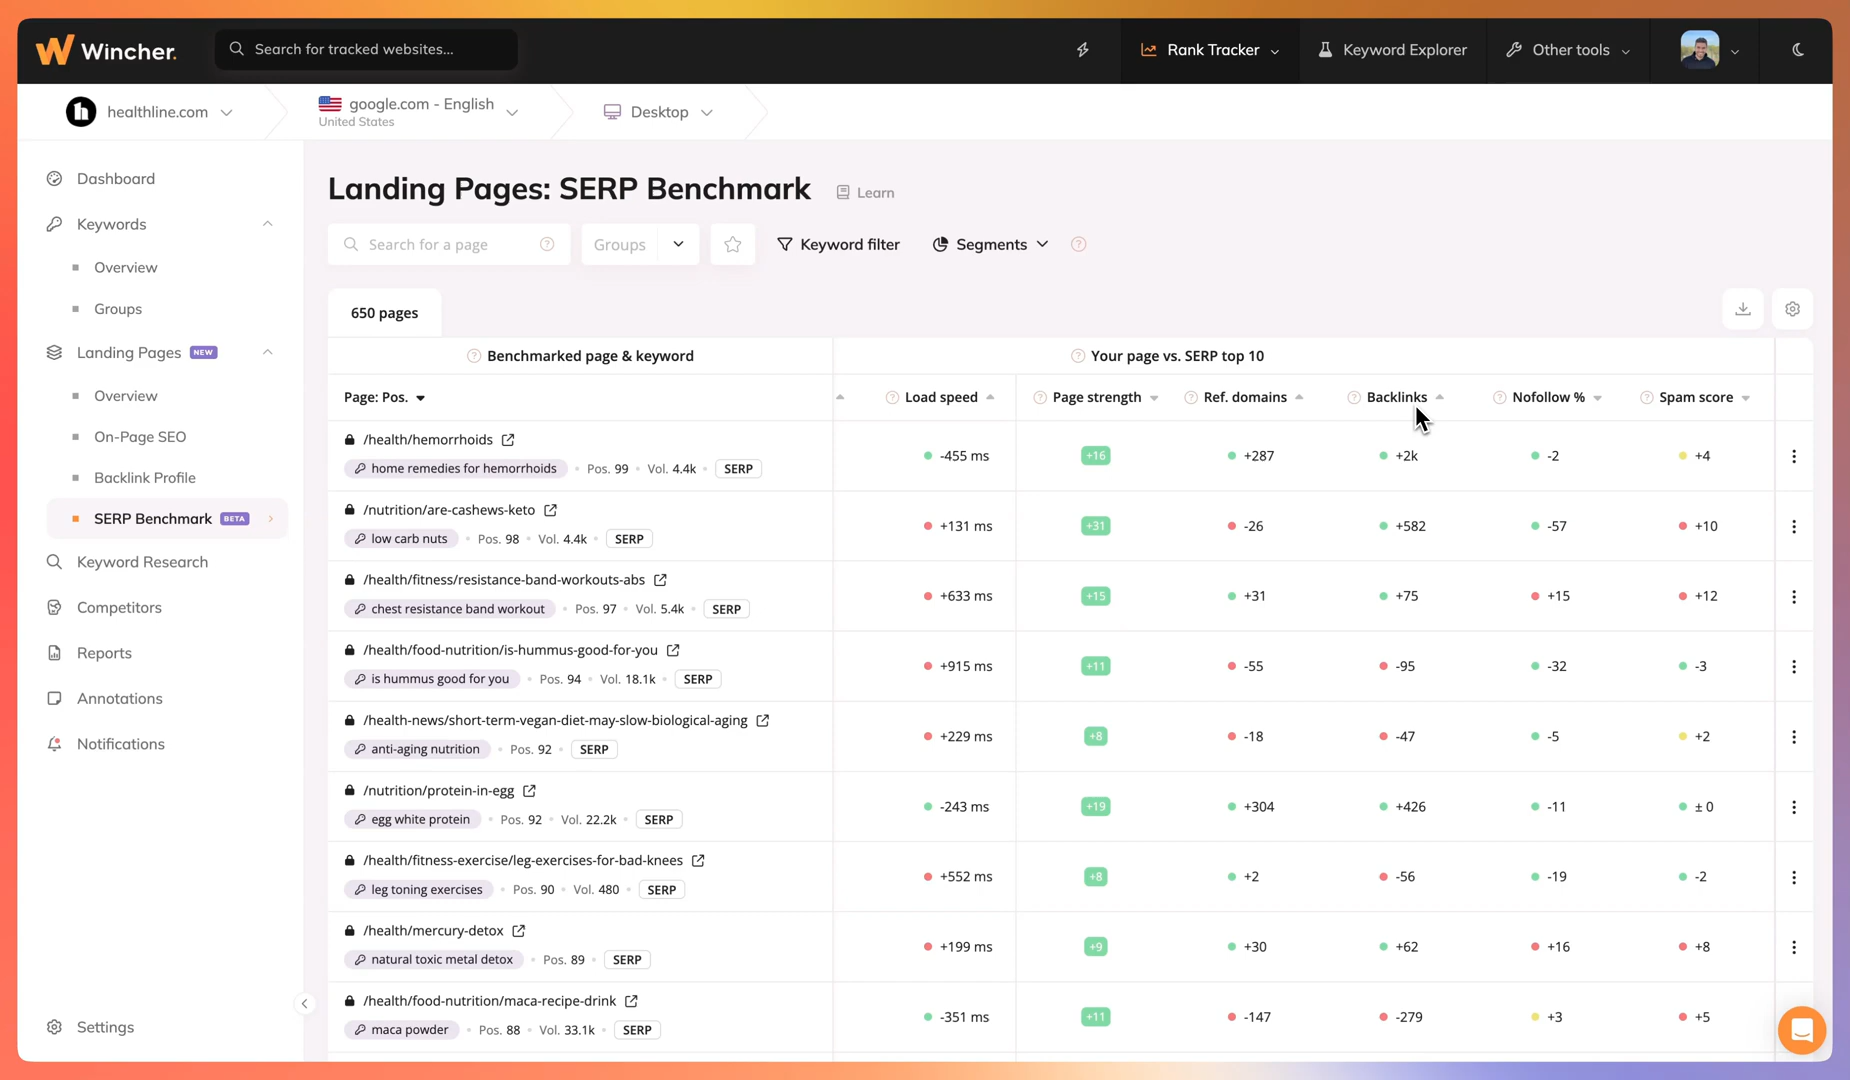 Wincher.
Search for tracked websites...
Rank Tracker
Keyword Explorer
Other tools
healthline.com
google.com - English
United States
Desktop
Dashboard
Keywords
Overview
Groups
Landing Pages NEW
Overview
On-Page SEO
Backlink Profile
SERP Benchmark BETA
Keyword Research
Competitors
Reports
Annotations
Notifications
Settings
Landing Pages: SERP Benchmark
Learn
Search for a page
Groups
Keyword filter
Segments
650 pages
Benchmarked page & keyword
Your page vs. SERP top 10
Page: Pos. Load speed Page strength Ref. domains Backlinks Nofollow % Spam score
/health/hemorrhoids
home remedies for hemorrhoids Pos. 99 Vol. 4.4k SERP
-455 ms +16 +287 +2k -2 +4
/nutrition/are-cashews-keto
low carb nuts Pos. 98 Vol. 4.4k SERP
+131 ms +31 -26 +582 -57 +10
/health/fitness/resistance-band-workouts-abs
chest resistance band workout Pos. 97 Vol. 5.4k SERP
+633 ms +15 +31 +75 +15 +12
/health/food-nutrition/is-hummus-good-for-you
is hummus good for you Pos. 94 Vol. 18.1k SERP
+915 ms +11 -55 -95 -32 -3
/health-news/short-term-vegan-diet-may-slow-biological-aging
anti-aging nutrition Pos. 92 SERP
+229 ms +8 -18 -47 -5 +2
/nutrition/protein-in-egg
egg white protein Pos. 92 Vol. 22.2k SERP
-243 ms +19 +304 +426 -11 ± 0
/health/fitness-exercise/leg-exercises-for-bad-knees
leg toning exercises Pos. 90 Vol. 480 SERP
+552 ms +8 +2 -56 -19 -2
/health/mercury-detox
natural toxic metal detox Pos. 89 SERP
+199 ms +9 +30 +62 +16 +8
/health/food-nutrition/maca-recipe-drink
maca powder Pos. 88 Vol. 33.1k SERP
-351 ms +11 -147 -279 +3 +5